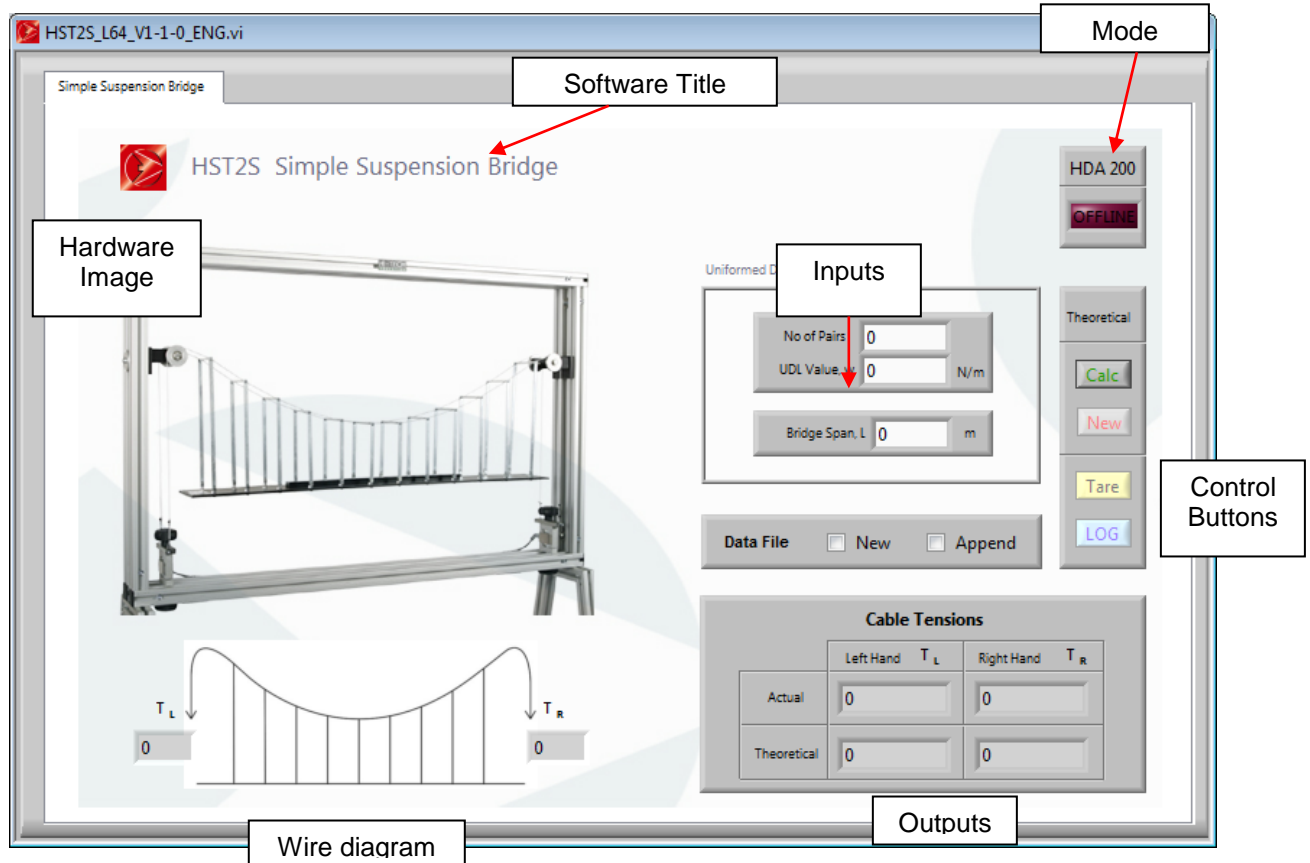 HST2S_L64_V1-1-0_ENG.vi
Mode
Simple Suspension Bridge
Software Title
HST2S Simple Suspension Bridge
HDA 200
OFFLINE
Hardware
Image
Uniformed D
Inputs
No of Pairs 0
UDL Value, 0 N/m
Bridge Span, L 0 m
Theoretical
Calc
New
Tare
LOG
Control
Buttons
Data File New Append
Cable Tensions
Left Hand T L Right Hand T R
Actual 0 0
Theoretical 0 0
T L
0
T R
0
Outputs
Wire diagram